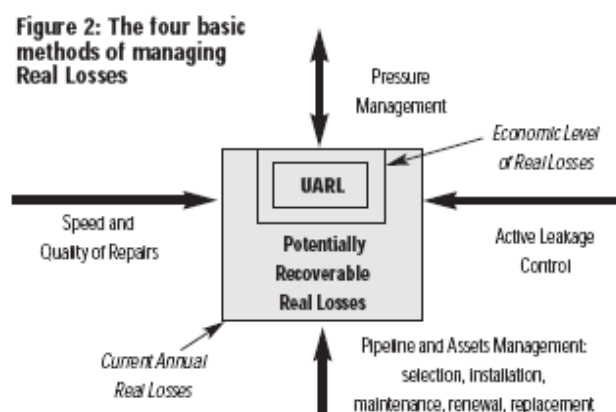 Figure 2: The four basic
methods of managing
Real Losses
Pressure
Management
Economic Level
of Real Losses
UARL
Speed and
Quality of Repairs
Potentially
Recoverable
Real Losses
Active Leakage
Control
Current Annual
Real Losses
Pipeline and Assets Management:
selection, installation,
maintenance, renewal, replacement